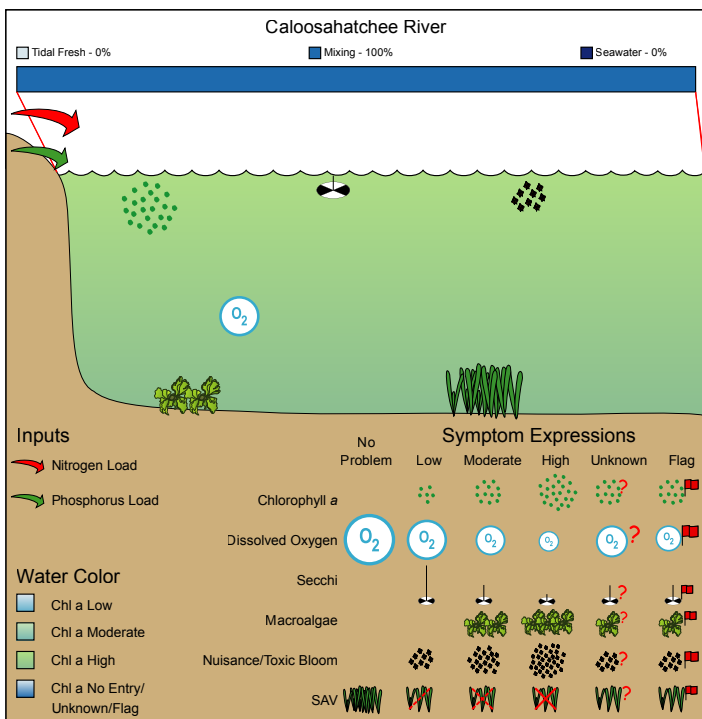 Caloosahatchee River
Tidal Fresh - 0% Mixing - 100% Seawater - 0%
O2
Inputs
Nitrogen Load
Phosphorus Load
Symptom Expressions
No Problem Low Moderate High Unknown Flag
Chlorophyll a ?
Dissolved Oxygen O2 O2 O2 O2 O2 ? O2
Secchi ?
Macroalgae ?
Nuisance/Toxic Bloom ?
SAV ?
Water Color
Chl a Low
Chl a Moderate
Chl a High
Chl a No Entry/
Unknown/Flag